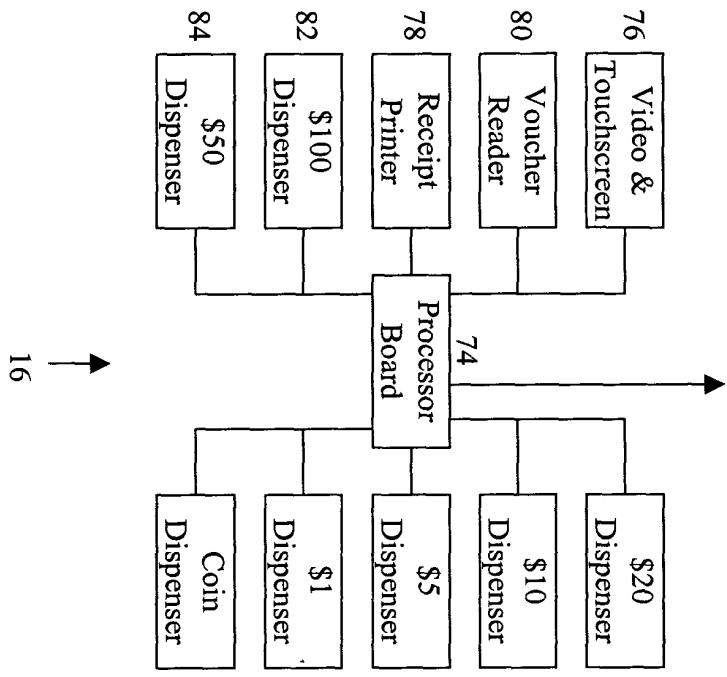 76
Video &
Touchscreen
$20
Dispenser
80
Voucher
Reader
$10
Dispenser
74
78
Receipt
Printer
Processor
Board
$5
Dispenser
82
$100
Dispenser
$1
Dispenser
84
$50
Dispenser
Coin
Dispenser
16